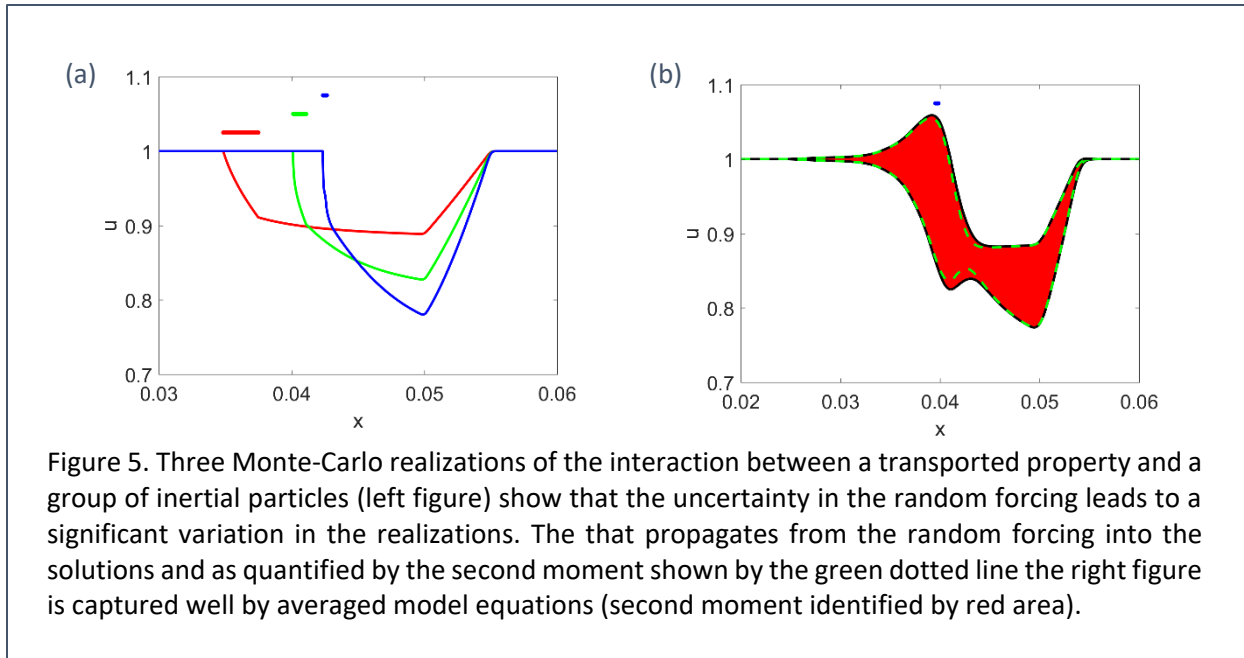 (a)
1.1
1
0.9
0.8
0.7
u
0.03
0.04
0.05
0.06
x
(b)
1.1
1
0.9
0.8
0.7
u
0.02
0.03
0.04
0.05
0.06
x
Figure 5. Three Monte-Carlo realizations of the interaction between a transported property and a
group of inertial particles (left figure) show that the uncertainty in the random forcing leads to a
significant variation in the realizations. The that propagates from the random forcing into the
solutions and as quantified by the second moment shown by the green dotted line the right figure
is captured well by averaged model equations (second moment identified by red area).